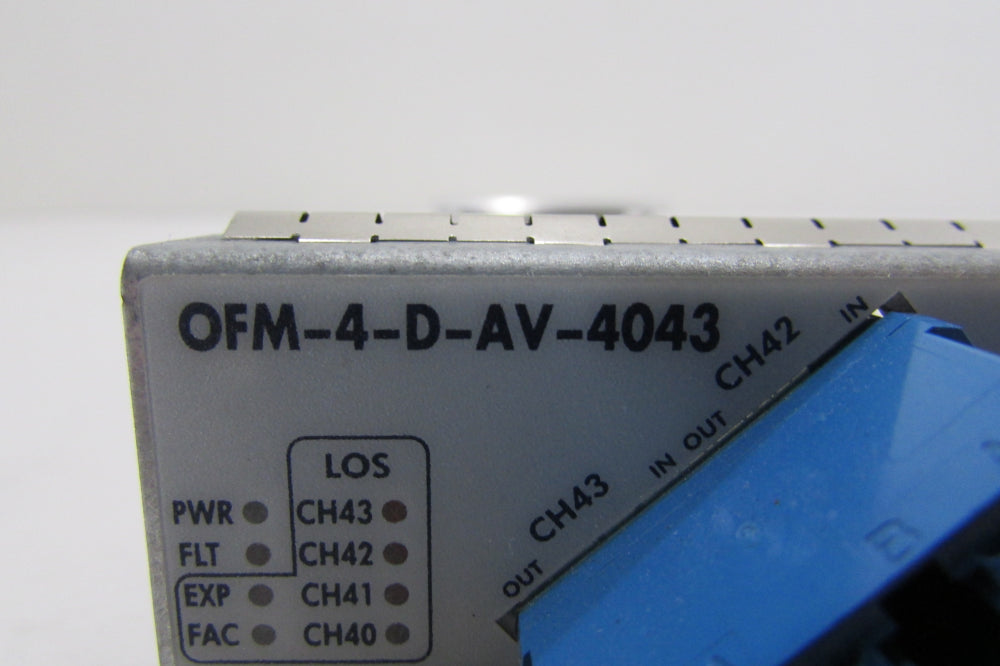 OFM-4-D-AV-4043
IN
CH42
OUT
IN
CH43
OUT
LOS
PWR CH43
FLT CH42
EXP CH41
FAC CH40